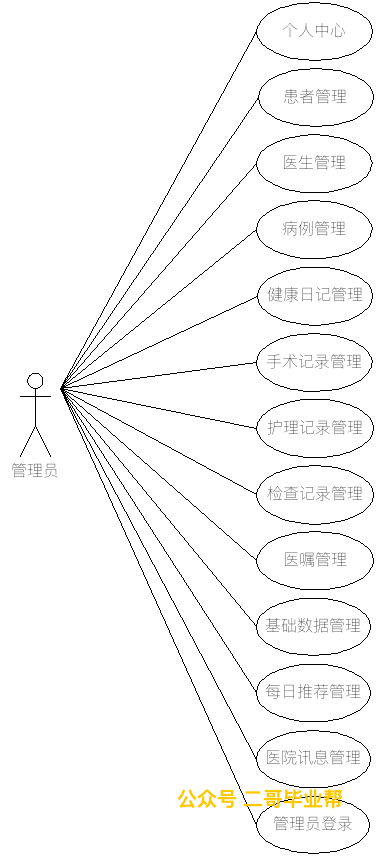 个人中心
患者管理
医生管理
病例管理
健康日记管理
手术记录管理
管理员
护理记录管理
检查记录管理
医嘱管理
基础数据管理
每日推荐管理
医院讯息管理
公众号 二哥毕业帮
管理员登录